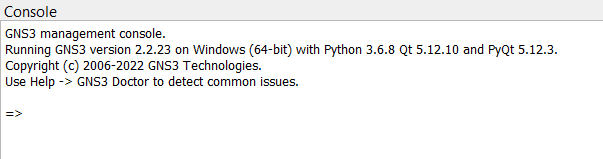 Console
GNS3 management console.
Running GNS3 version 2.2.23 on Windows (64-bit) with Python 3.6.8 Qt 5.12.10 and PyQt 5.12.3.
Copyright (c) 2006-2022 GNS3 Technologies.
Use Help -> GNS3 Doctor to detect common issues.
=>